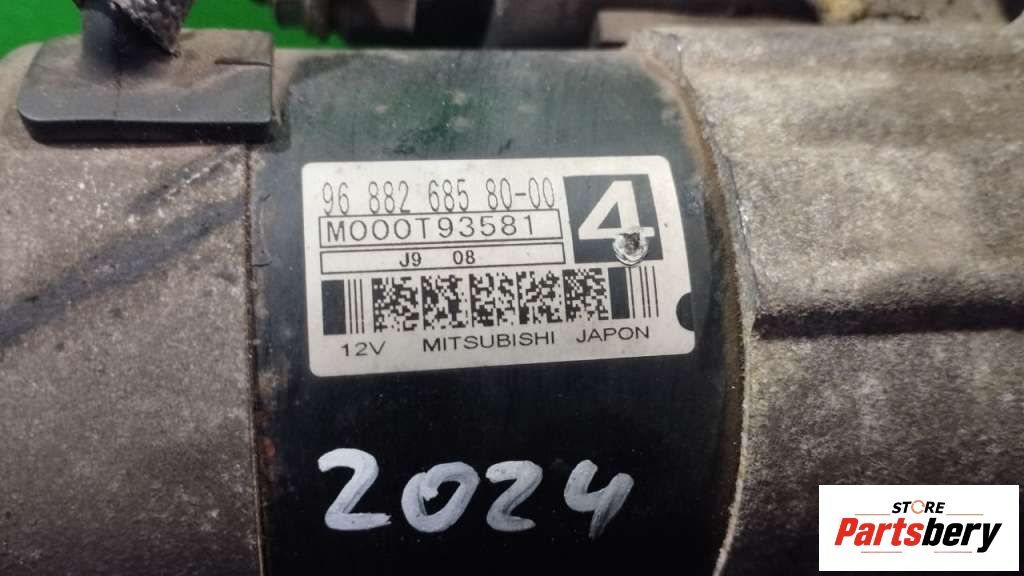 96 882 685 80-00
4
M000T93581
J9 08
12V MITSUBISHI JAPON
2024
STORE
Partsbery